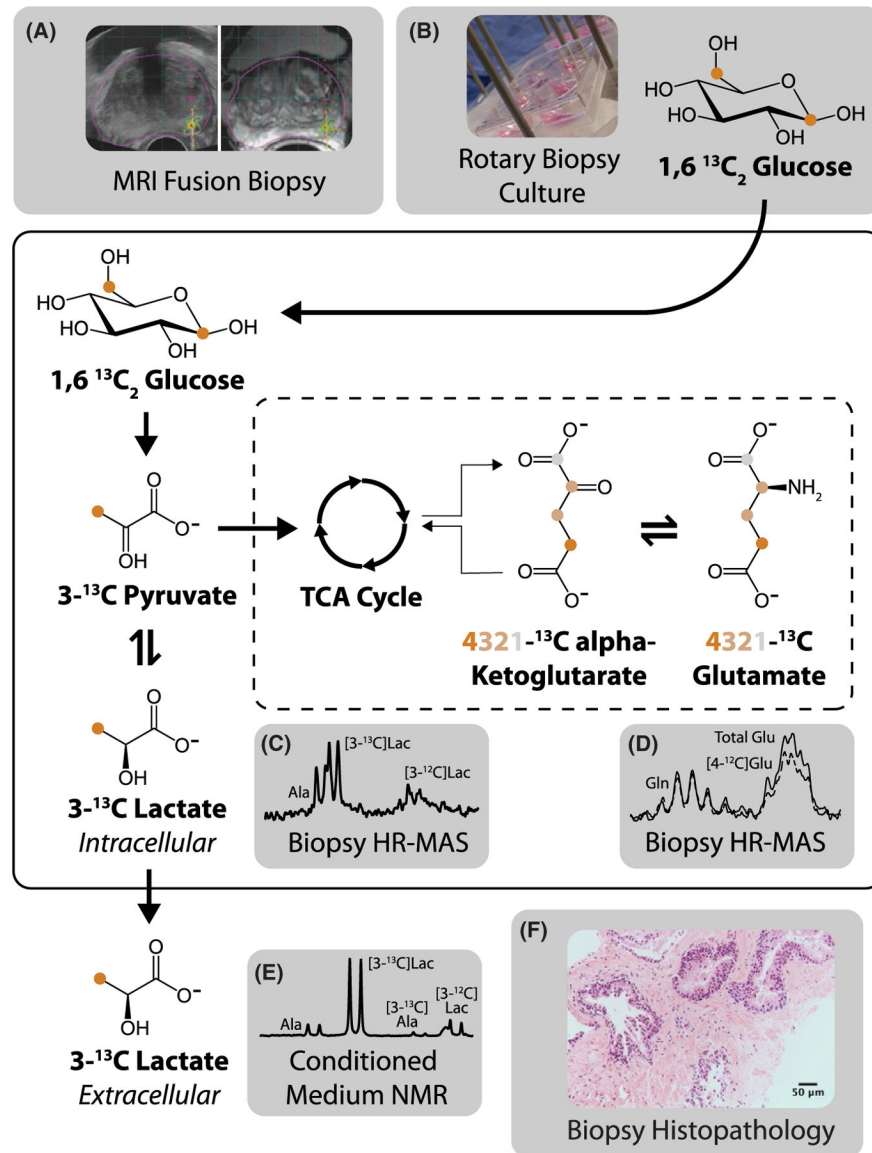 (A)
MRI Fusion Biopsy
(B)
Rotary Biopsy
Culture
OH
HO
HO
O
OH
OH
1,6 ¹³C₂ Glucose
OH
HO
HO
O
OH
OH
1,6 ¹³C₂ Glucose
O
O⁻
OH
3-¹³C Pyruvate
TCA Cycle
O⁻
O
O
O
O⁻
4321-¹³C alpha-
Ketoglutarate
O⁻
O
NH₂
O
O⁻
4321-¹³C
Glutamate
O
O⁻
OH
3-¹³C Lactate
Intracellular
(C)
[3-¹³C]Lac
Ala
[3-¹²C]Lac
Biopsy HR-MAS
(D)
Total Glu
[4-¹²C]Glu
Gln
Biopsy HR-MAS
O
O⁻
OH
3-¹³C Lactate
Extracellular
(E)
[3-¹³C]Lac
Ala
[3-¹³C]
Ala
[3-¹²C]
Lac
Conditioned
Medium NMR
(F)
50 µm
Biopsy Histopathology